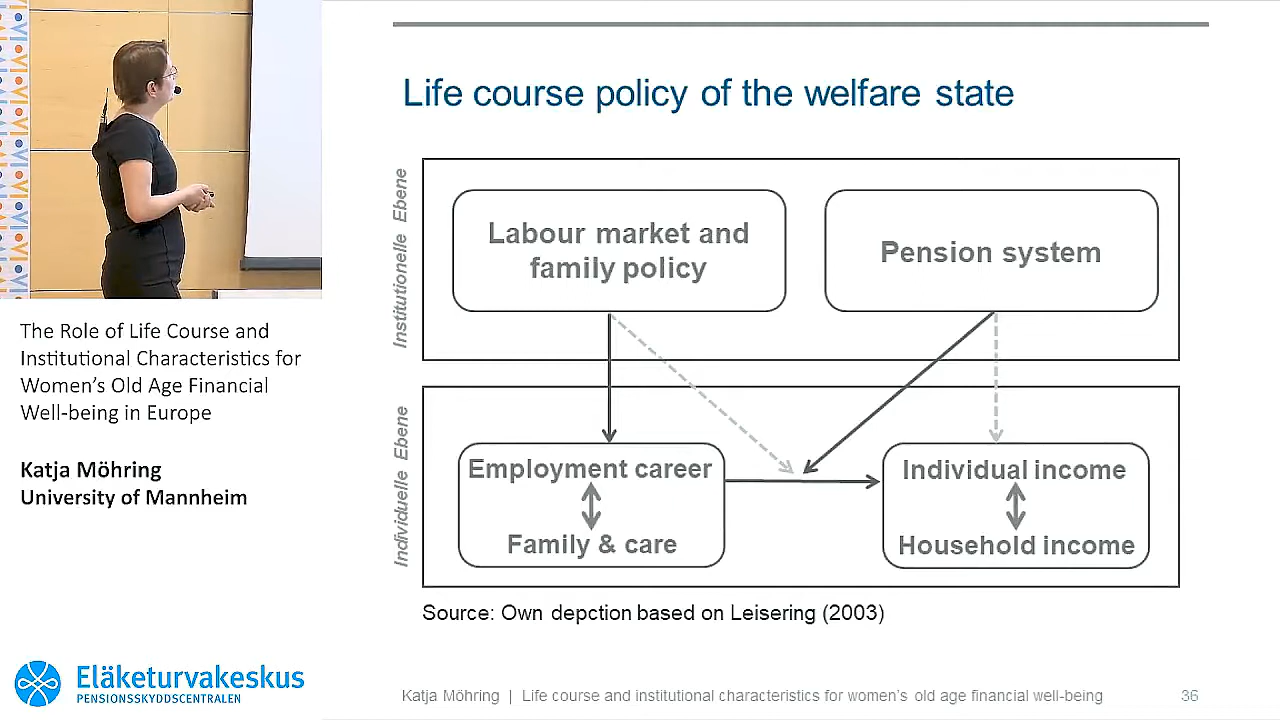 Life course policy of the welfare state
Institutionelle Ebene
Labour market and
family policy
Pension system
Individuelle Ebene
Employment career
Family & care
Individual income
Household income
Source: Own depction based on Leisering (2003)
Katja Möhring | Life course and institutional characteristics for women's old age financial well-being
36
The Role of Life Course and
Institutional Characteristics for
Women's Old Age Financial
Well-being in Europe
Katja Möhring
University of Mannheim
Eläketurvakeskus
PENSIONSSKYDDSCENTRALEN